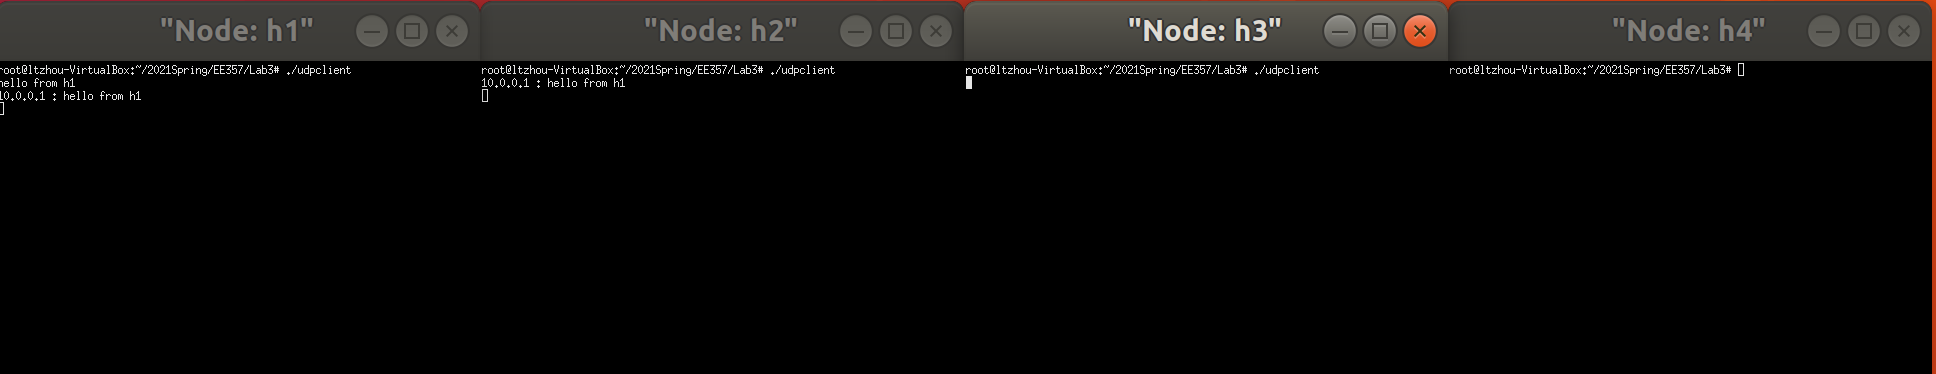 "Node: h1"
root@ltzhou-VirtualBox:~/2021Spring/EE357/Lab3# ./udpclient
hello from h1
10.0.0.1 : hello from h1
"Node: h2"
root@ltzhou-VirtualBox:~/2021Spring/EE357/Lab3# ./udpclient
10.0.0.1 : hello from h1
"Node: h3"
root@ltzhou-VirtualBox:~/2021Spring/EE357/Lab3# ./udpclient
"Node: h4"
root@ltzhou-VirtualBox:~/2021Spring/EE357/Lab3#